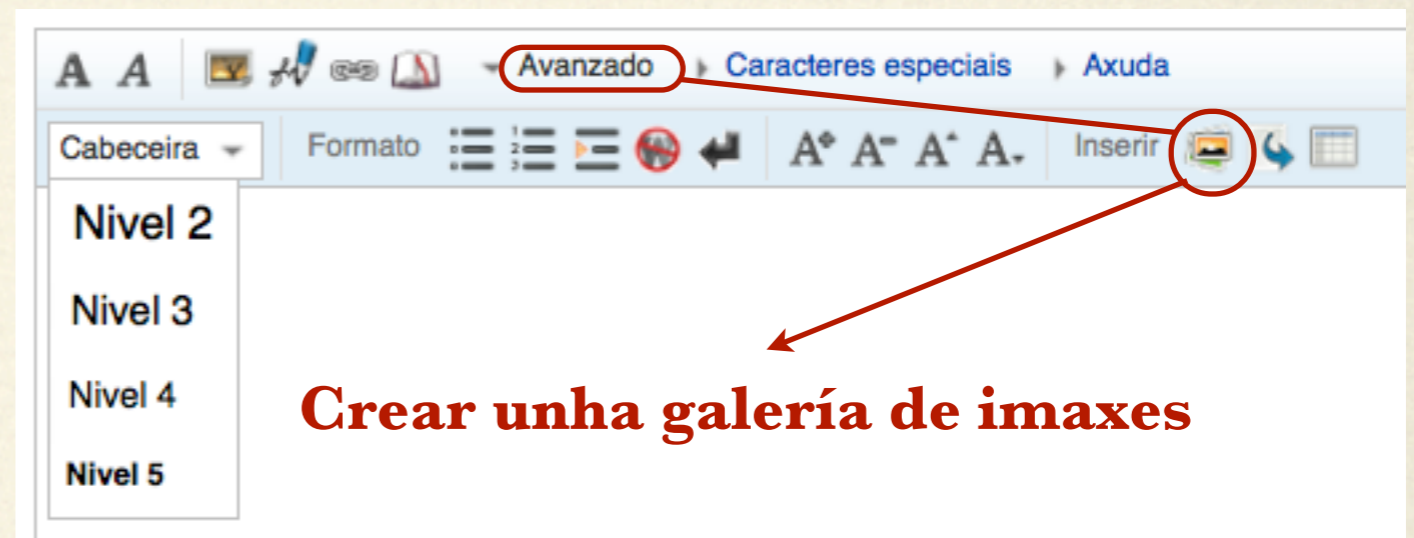 A A Avanzado Caracteres especiais Axuda
Cabeceira Formato A A A A Inserir
Nivel 2
Nivel 3
Nivel 4
Nivel 5
Crear unha galería de imaxes